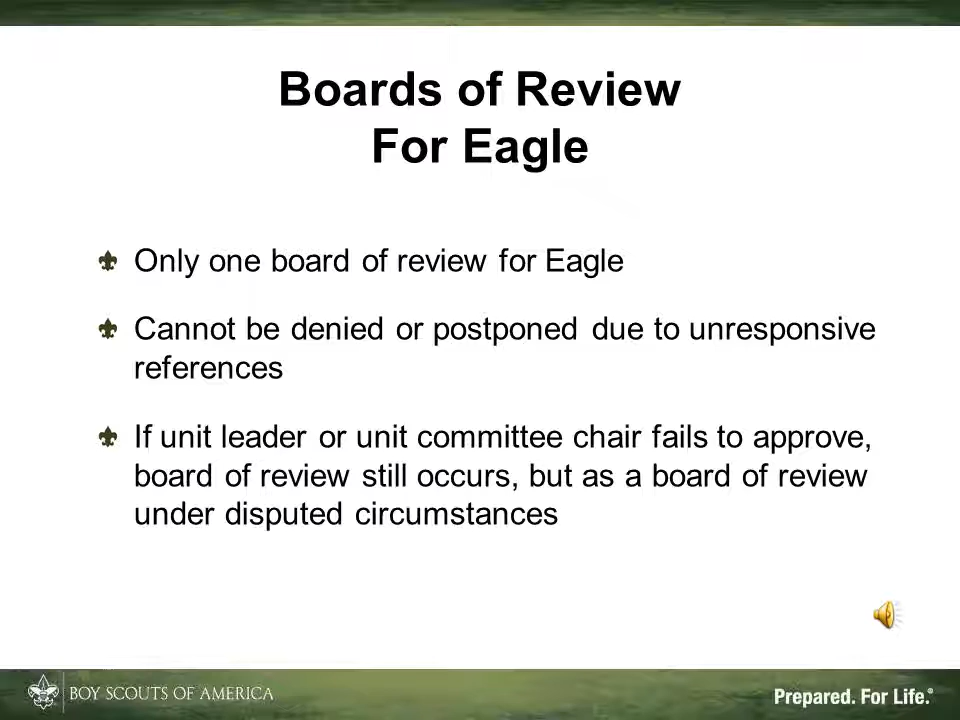 Boards of Review
For Eagle
Only one board of review for Eagle
Cannot be denied or postponed due to unresponsive
references
If unit leader or unit committee chair fails to approve,
board of review still occurs, but as a board of review
under disputed circumstances
BOY SCOUTS OF AMERICA
Prepared. For Life.®